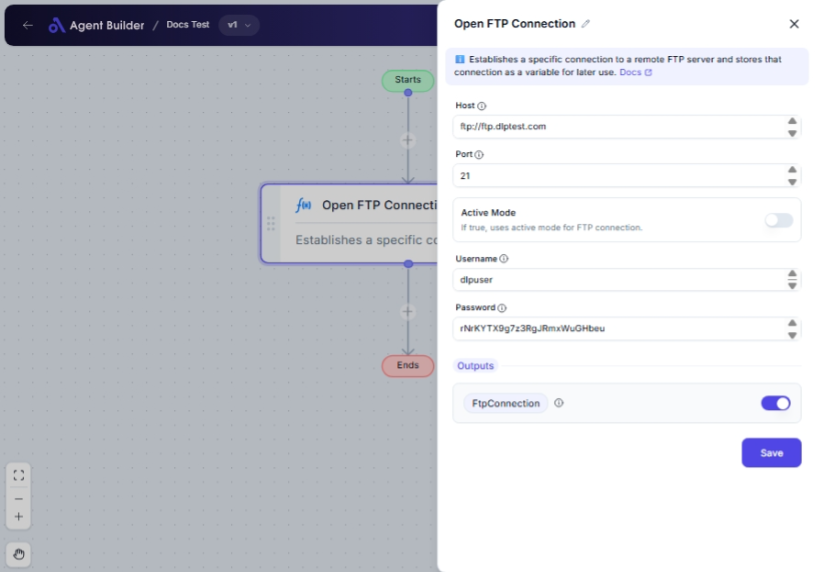 Agent Builder / Docs Test v1
Starts
Open FTP Connecti
Establishes a specific cc
Ends
Open FTP Connection
Establishes a specific connection to a remote FTP server and stores that
connection as a variable for later use. Docs
Host
ftp://ftp.dlptest.com
Port
21
Active Mode
If true, uses active mode for FTP connection.
Username
dlpuser
Password
rNrKYTX9g7z3RgJRmxWuGHbeu
Outputs
FtpConnection
Save